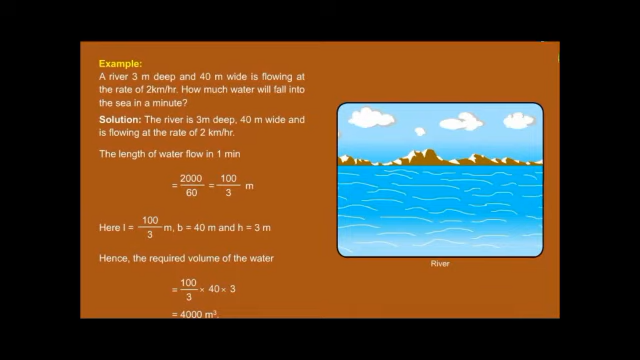 Example:
A river 3 m deep and 40 m wide is flowing at
the rate of 2km/hr. How much water will fall into
the sea in a minute?
Solution: The river is 3m deep, 40 m wide and
is flowing at the rate of 2 km/hr.
The length of water flow in 1 min
= 2000/60 = 100/3 m
Here l = 100/3 m, b = 40 m and h = 3 m
Hence, the required volume of the water
= 100/3 × 40 × 3
= 4000 m³.
River